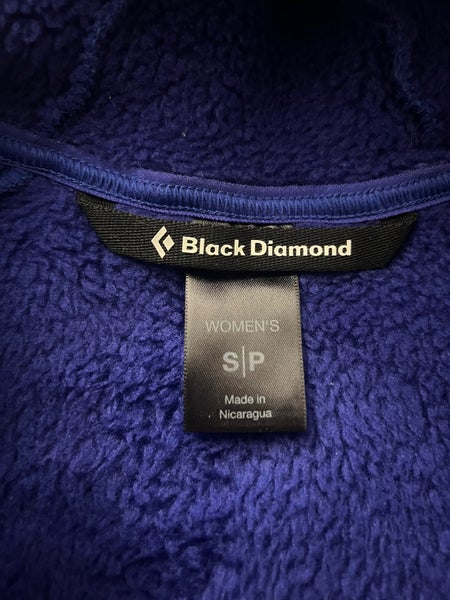 Black Diamond
WOMEN'S
S|P
Made in
Nicaragua